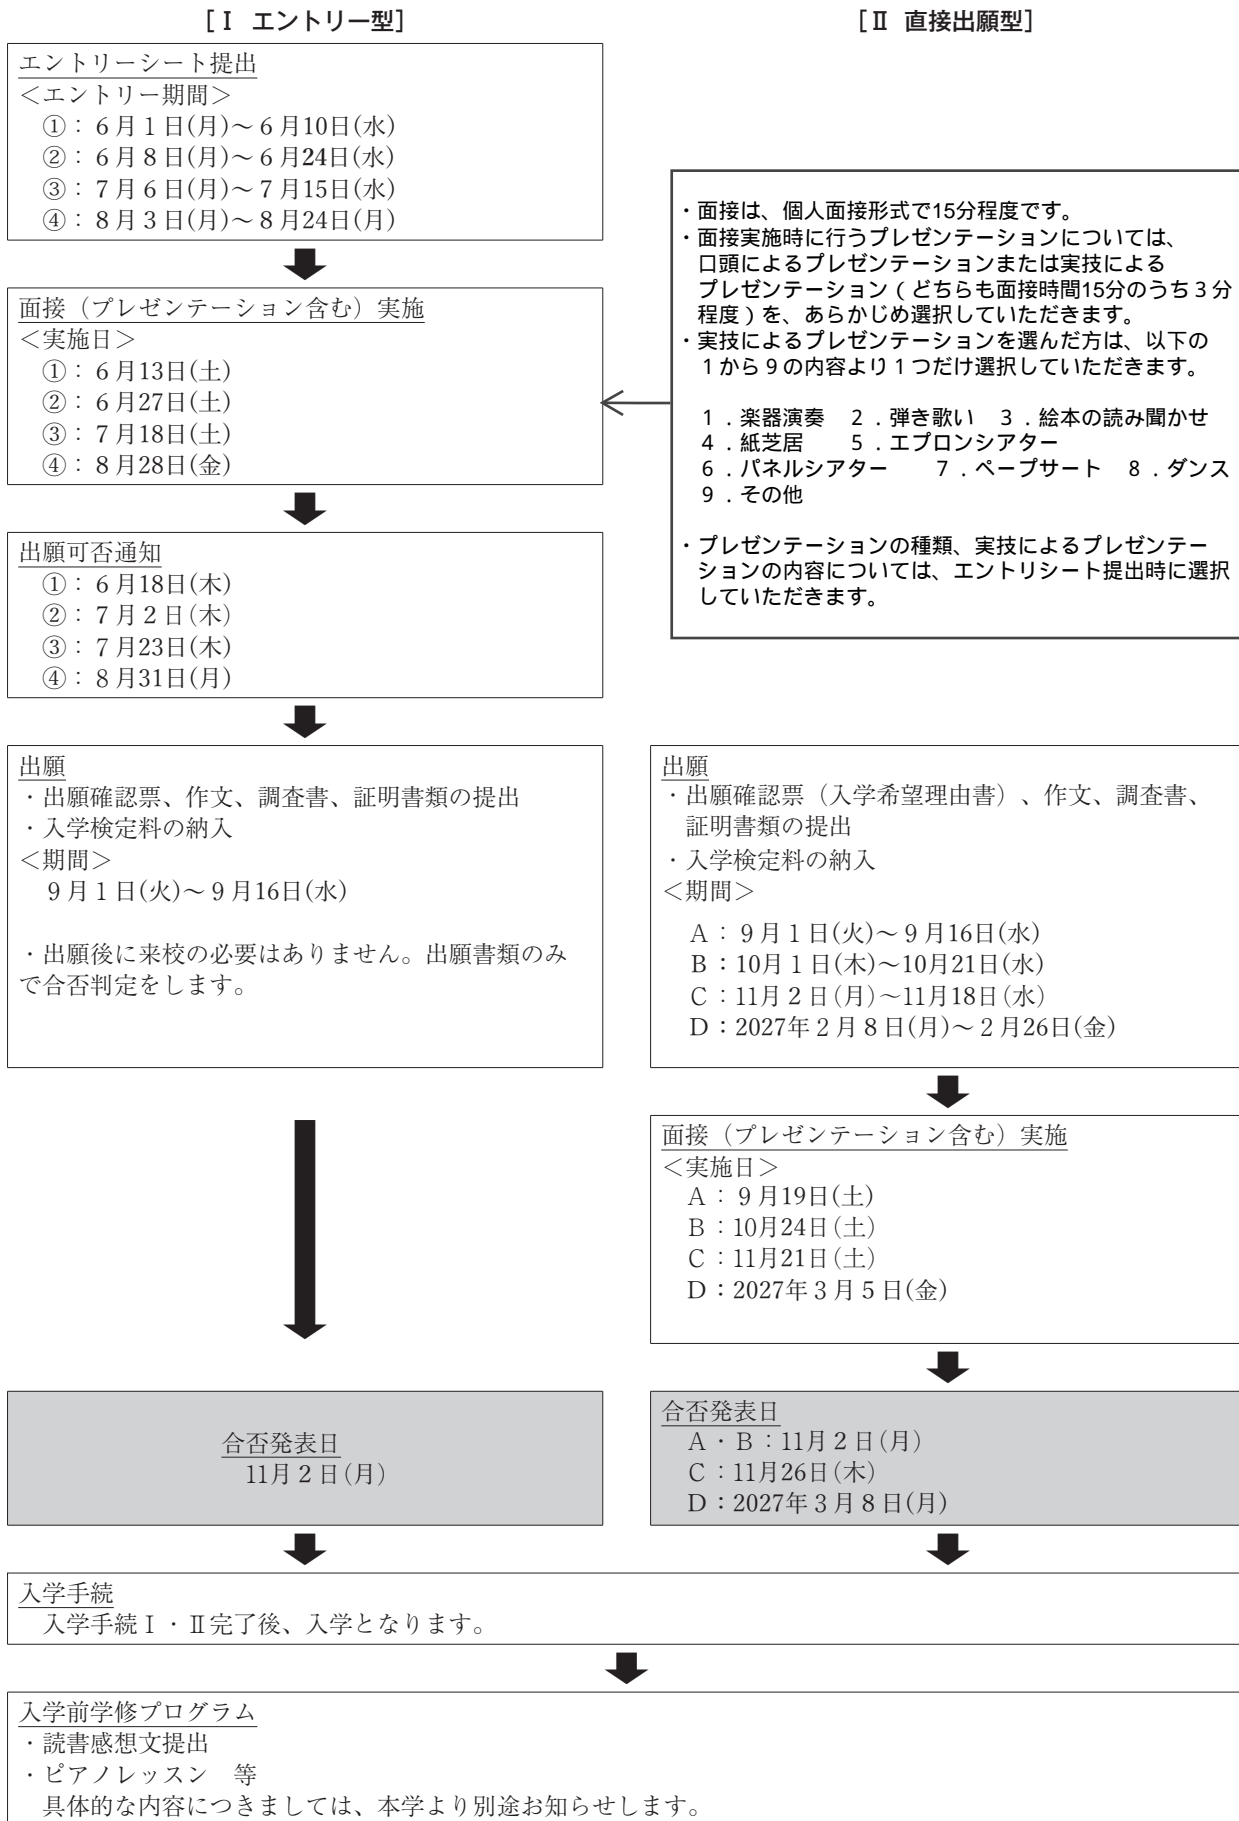 ［Ⅰ エントリー型］
エントリーシート提出
＜エントリー期間＞
①：６月１日(月)～６月10日(水)
②：６月８日(月)～６月24日(水)
③：７月６日(月)～７月15日(水)
④：８月３日(月)～８月24日(月)
面接（プレゼンテーション含む）実施
＜実施日＞
①：６月13日(土)
②：６月27日(土)
③：７月18日(土)
④：８月28日(金)
出願可否通知
①：６月18日(木)
②：７月２日(木)
③：７月23日(木)
④：８月31日(月)
出願
・出願確認票、作文、調査書、証明書類の提出
・入学検定料の納入
＜期間＞
９月１日(火)～９月16日(水)
・出願後に来校の必要はありません。出願書類のみ
で合否判定をします。
合否発表日
11月２日(月)
［Ⅱ 直接出願型］
・面接は、個人面接形式で15分程度です。
・面接実施時に行うプレゼンテーションについては、
口頭によるプレゼンテーションまたは実技による
プレゼンテーション（どちらも面接時間15分のうち３分
程度）を、あらかじめ選択していただきます。
・実技によるプレゼンテーションを選んだ方は、以下の
１から９の内容より１つだけ選択していただきます。
１．楽器演奏　２．弾き歌い　３．絵本の読み聞かせ
４．紙芝居　５．エプロンシアター
６．パネルシアター　７．ペープサート　８．ダンス
９．その他
・プレゼンテーションの種類、実技によるプレゼンテー
ションの内容については、エントリシート提出時に選択
していただきます。
出願
・出願確認票（入学希望理由書）、作文、調査書、
証明書類の提出
・入学検定料の納入
＜期間＞
Ａ：９月１日(火)～９月16日(水)
Ｂ：10月１日(木)～10月21日(水)
Ｃ：11月２日(月)～11月18日(水)
Ｄ：2027年２月８日(月)～２月26日(金)
面接（プレゼンテーション含む）実施
＜実施日＞
Ａ：９月19日(土)
Ｂ：10月24日(土)
Ｃ：11月21日(土)
Ｄ：2027年３月５日(金)
合否発表日
Ａ・Ｂ：11月２日(月)
Ｃ：11月26日(木)
Ｄ：2027年３月８日(月)
入学手続
入学手続Ⅰ・Ⅱ完了後、入学となります。
入学前学修プログラム
・読書感想文提出
・ピアノレッスン　等
具体的な内容につきましては、本学より別途お知らせします。